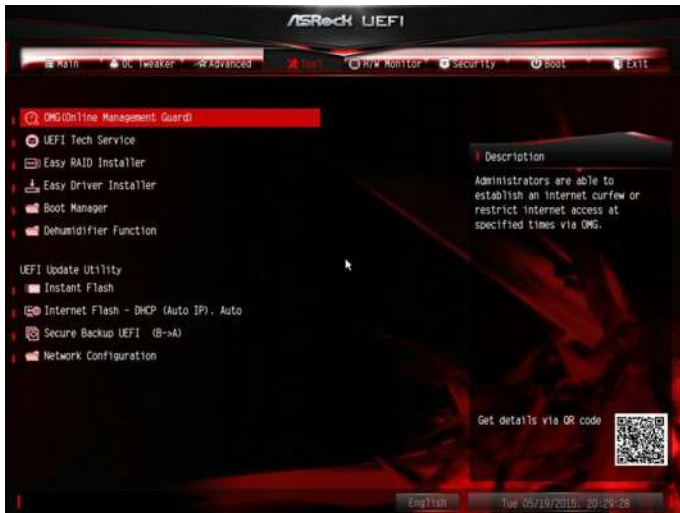 ASRock UEFI
Main OC Tweaker Advanced Tool H/W Monitor Security Boot Exit
OMG(Online Management Guard)
UEFI Tech Service
Easy RAID Installer
Easy Driver Installer
Boot Manager
Dehumidifier Function
UEFI Update Utility
Instant Flash
Internet Flash - DHCP (Auto IP), Auto
Secure Backup UEFI (B->A)
Network Configuration
Description
Administrators are able to
establish an internet curfew or
restrict internet access at
specified times via OMG.
Get details via QR code
English Tue 05/19/2015, 20:29:28